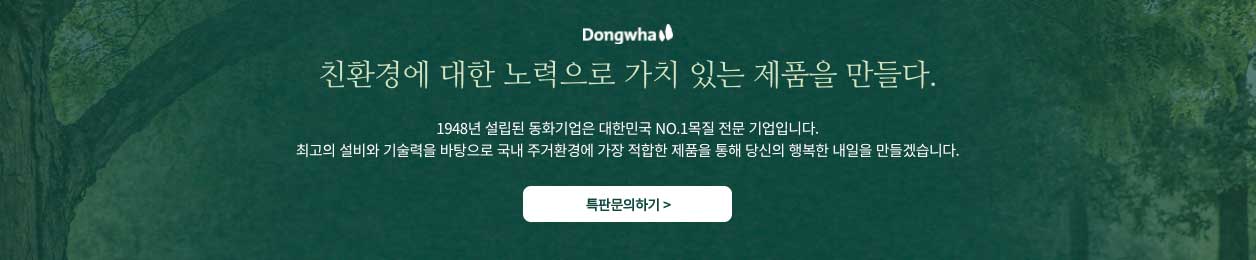 Dongwha
친환경에 대한 노력으로 가치 있는 제품을 만들다.
1948년 설립된 동화기업은 대한민국 NO.1목질 전문 기업입니다.
최고의 설비와 기술력을 바탕으로 국내 주거환경에 가장 적합한 제품을 통해 당신의 행복한 내일을 만들겠습니다.
특판문의하기 >